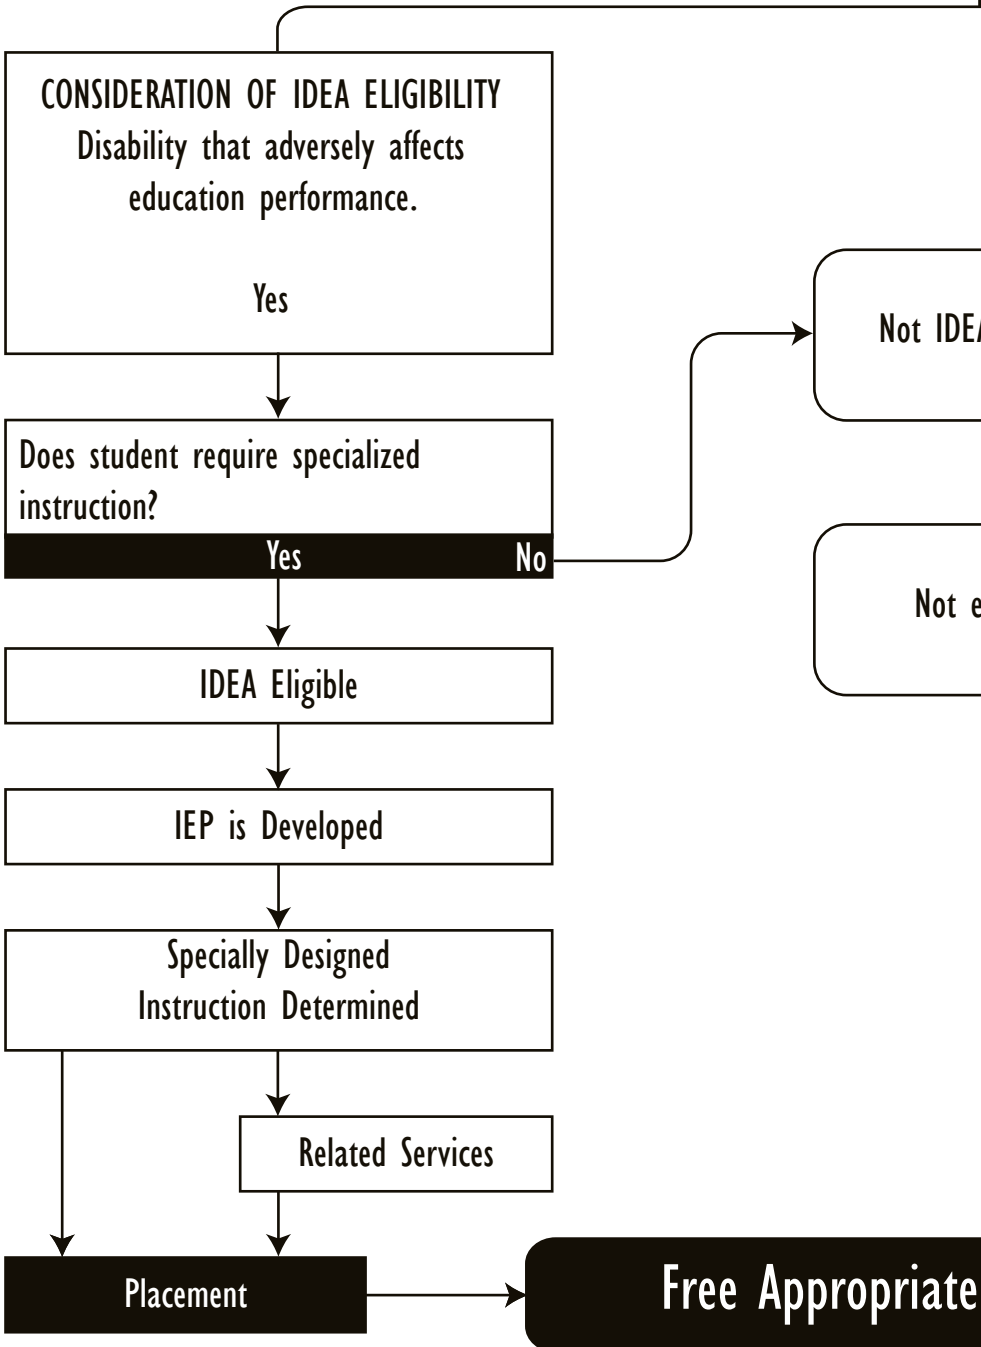 CONSIDERATION OF IDEA ELIGIBILITY
Disability that adversely affects
education performance.
Yes
Not IDEA
Does student require specialized
instruction?
Yes No
Not e
IDEA Eligible
IEP is Developed
Specially Designed
Instruction Determined
Related Services
Placement
Free Appropriate